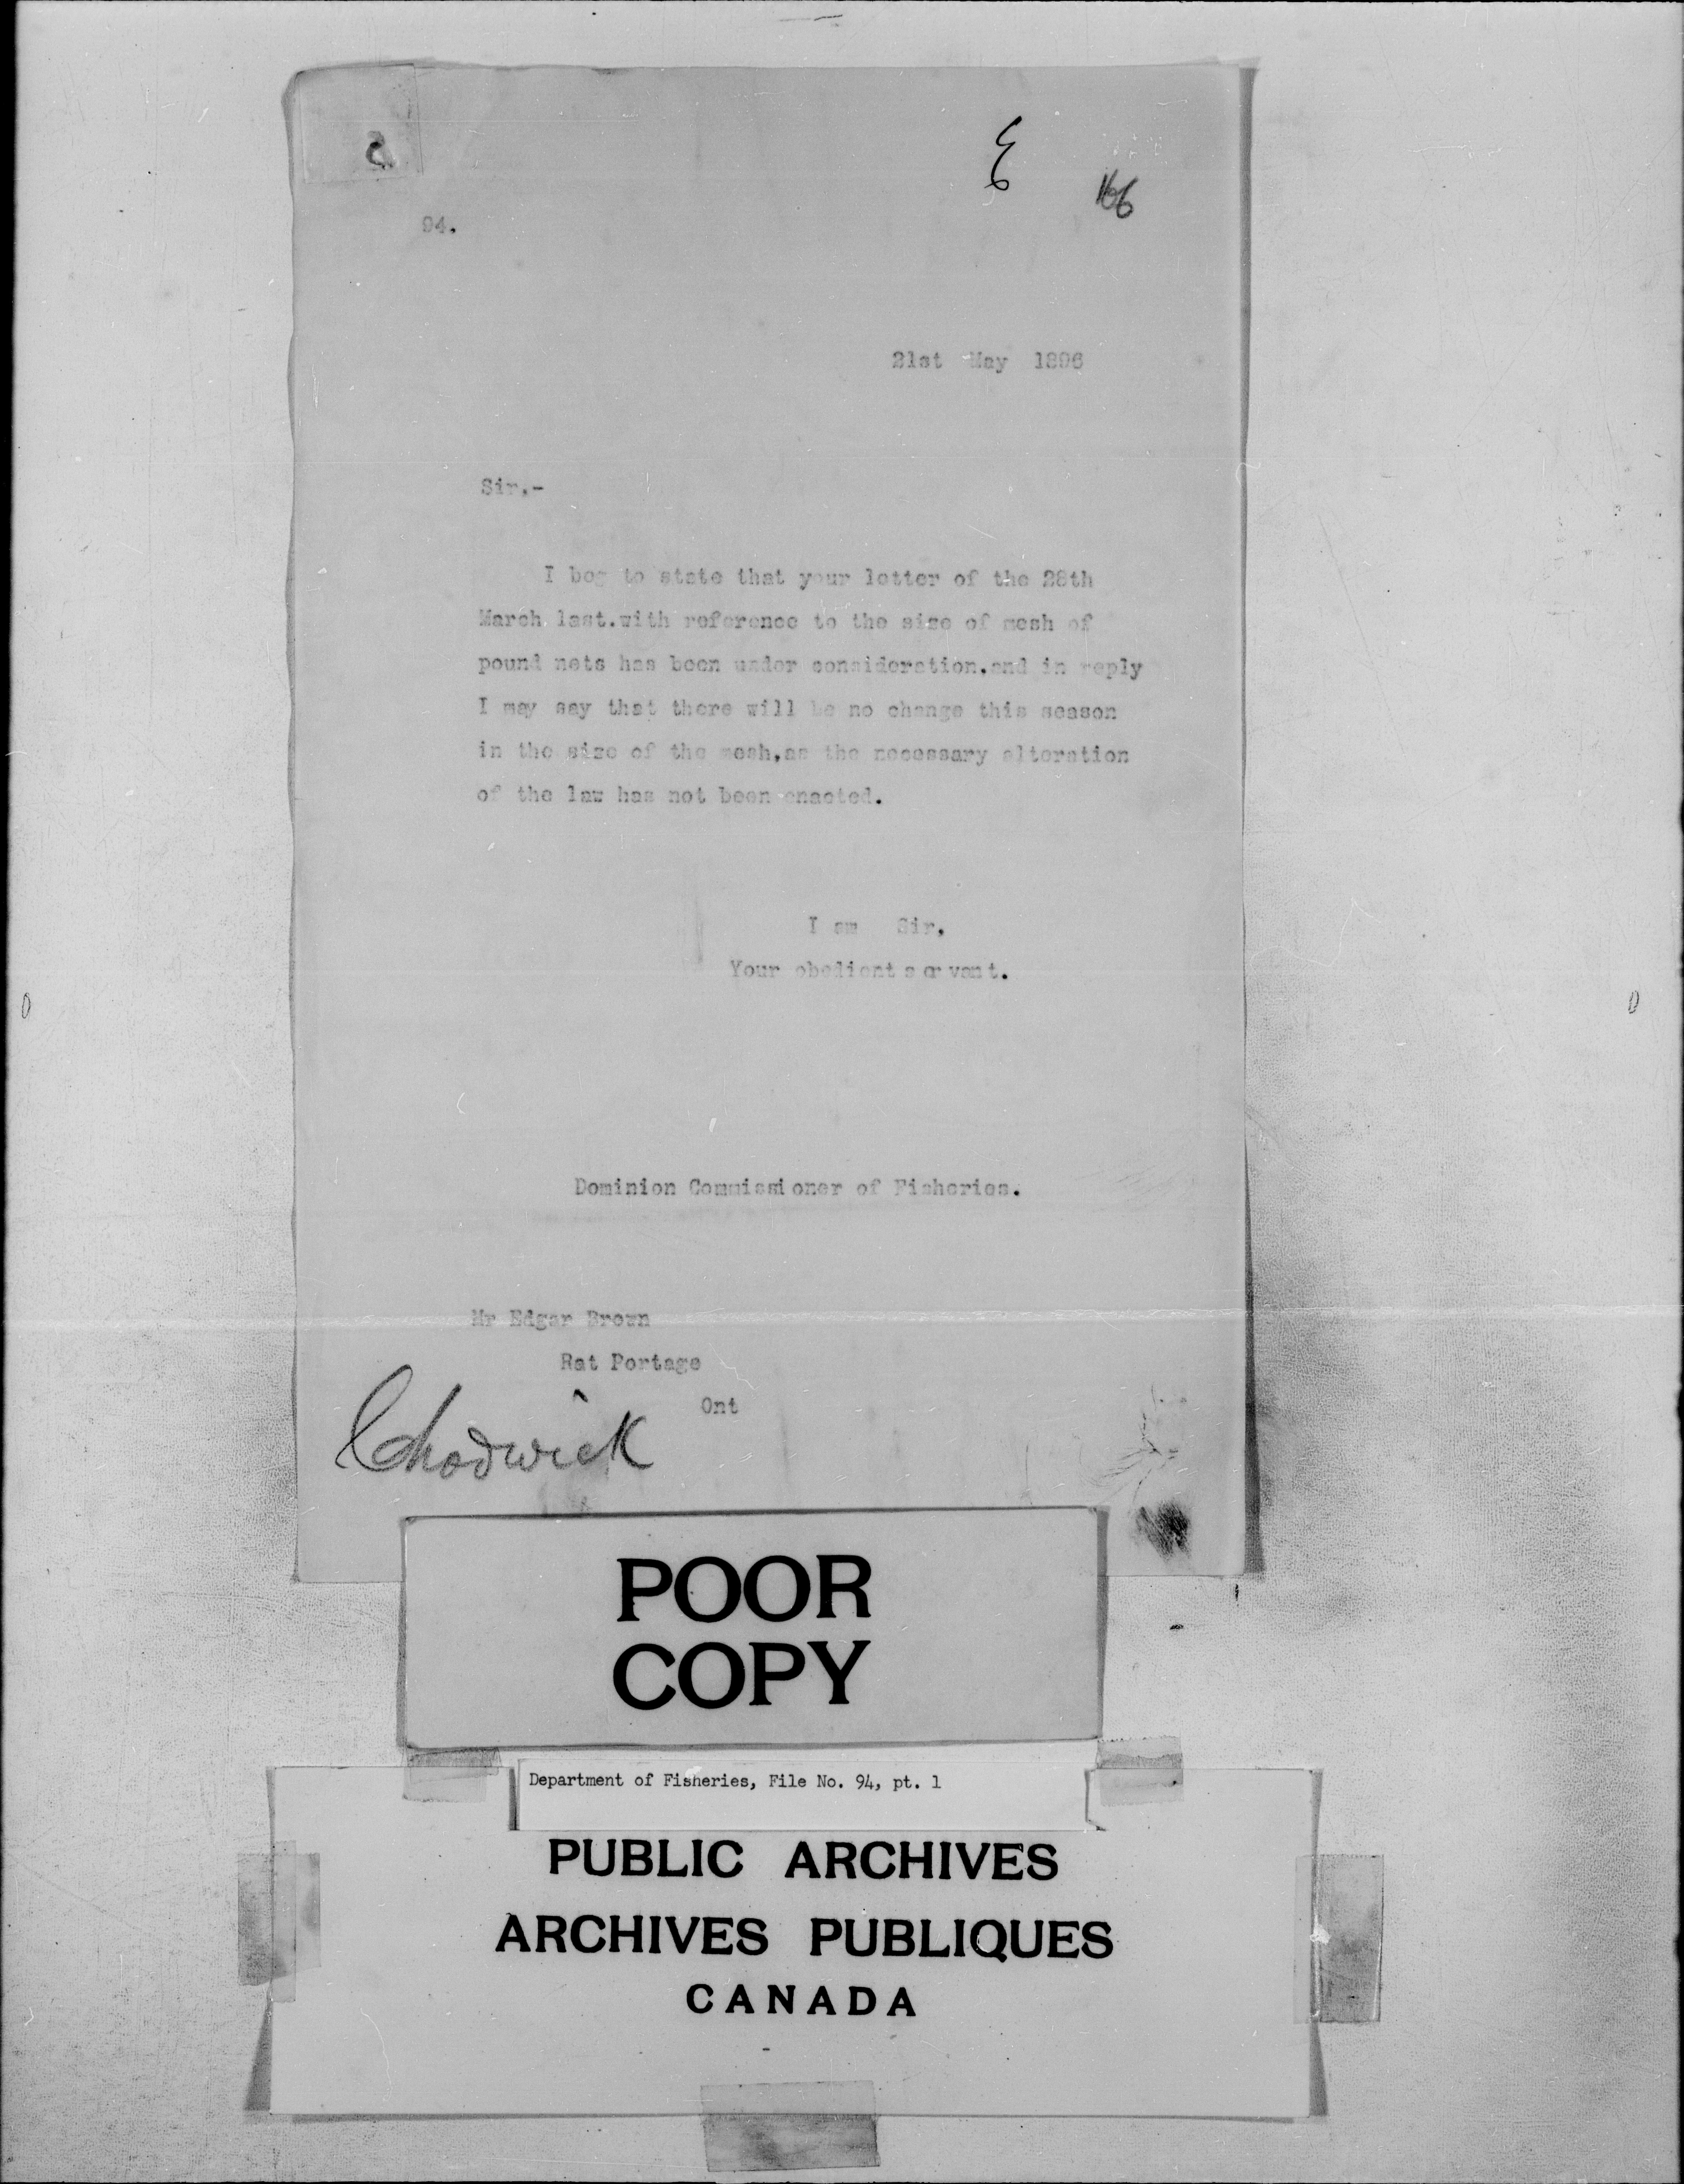 166
94.
21st May 1896
Sir,-
I beg to state that your letter of the 28th
March last.with reference to the size of mesh of
pound nets has been under consideration,and in reply
I may say that there will be no change this season
in the size of the mesh,as the necessary alteration
of the law has not been enacted.
I am Sir,
Your obedient servant.
Dominion Commissioner of Fisheries.
Mr Edgar Brown
Rat Portage
Ont
Chadwick
POOR
COPY
Department of Fisheries, File No. 94, pt. 1
PUBLIC ARCHIVES
ARCHIVES PUBLIQUES
CANADA